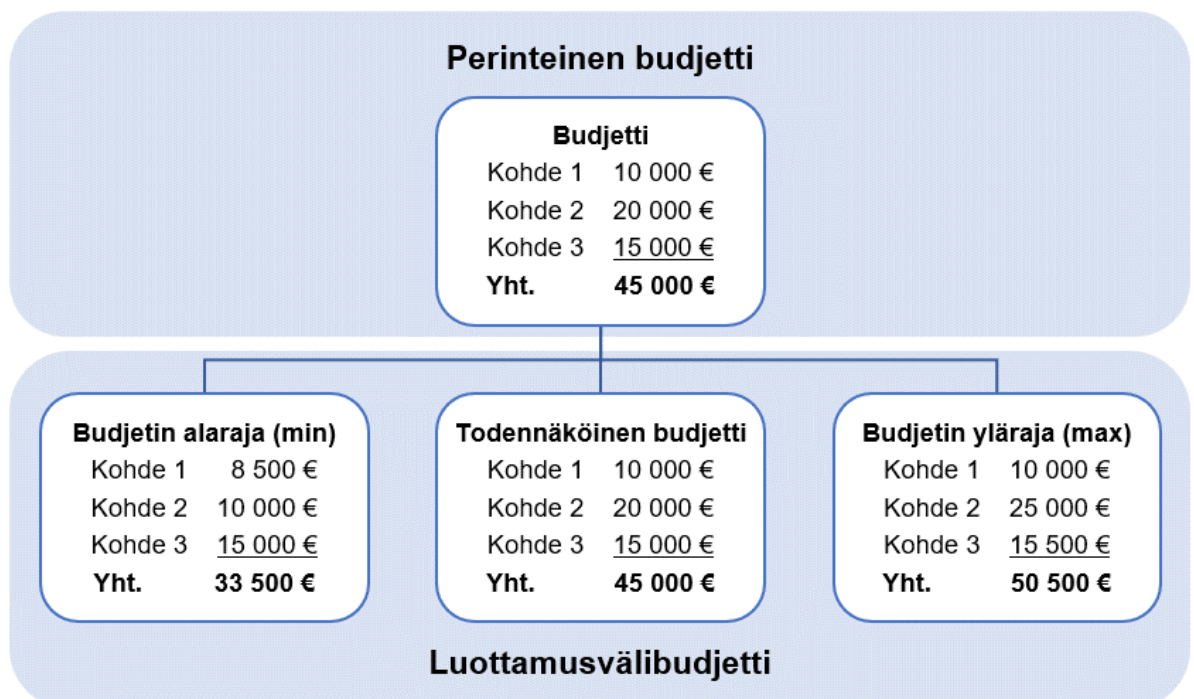 Perinteinen budjetti
Budjetti
Kohde 1 10 000 €
Kohde 2 20 000 €
Kohde 3 15 000 €
Yht. 45 000 €
Budjetin alaraja (min)
Kohde 1 8 500 €
Kohde 2 10 000 €
Kohde 3 15 000 €
Yht. 33 500 €
Todennäköinen budjetti
Kohde 1 10 000 €
Kohde 2 20 000 €
Kohde 3 15 000 €
Yht. 45 000 €
Budjetin yläraja (max)
Kohde 1 10 000 €
Kohde 2 25 000 €
Kohde 3 15 500 €
Yht. 50 500 €
Luottamusvälibudjetti